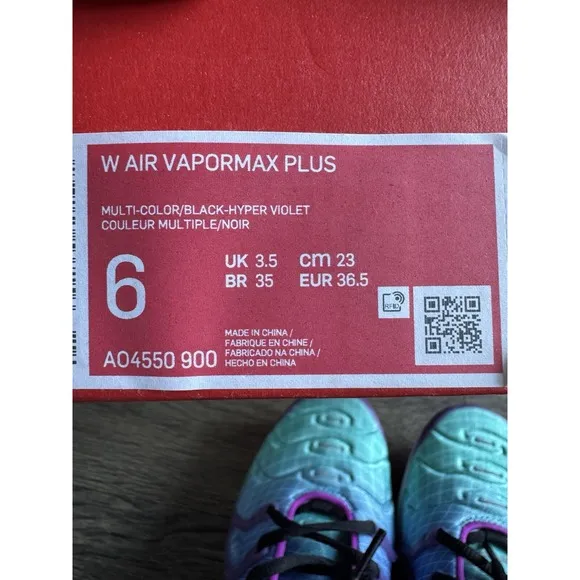 W AIR VAPORMAX PLUS
MULTI-COLOR/BLACK-HYPER VIOLET
COULEUR MULTIPLE/NOIR
6
UK 3.5 cm 23
BR 35 EUR 36.5
RFID
MADE IN CHINA /
FABRIQUE EN CHINE /
FABRICADO NA CHINA /
HECHO EN CHINA
AO4550 900